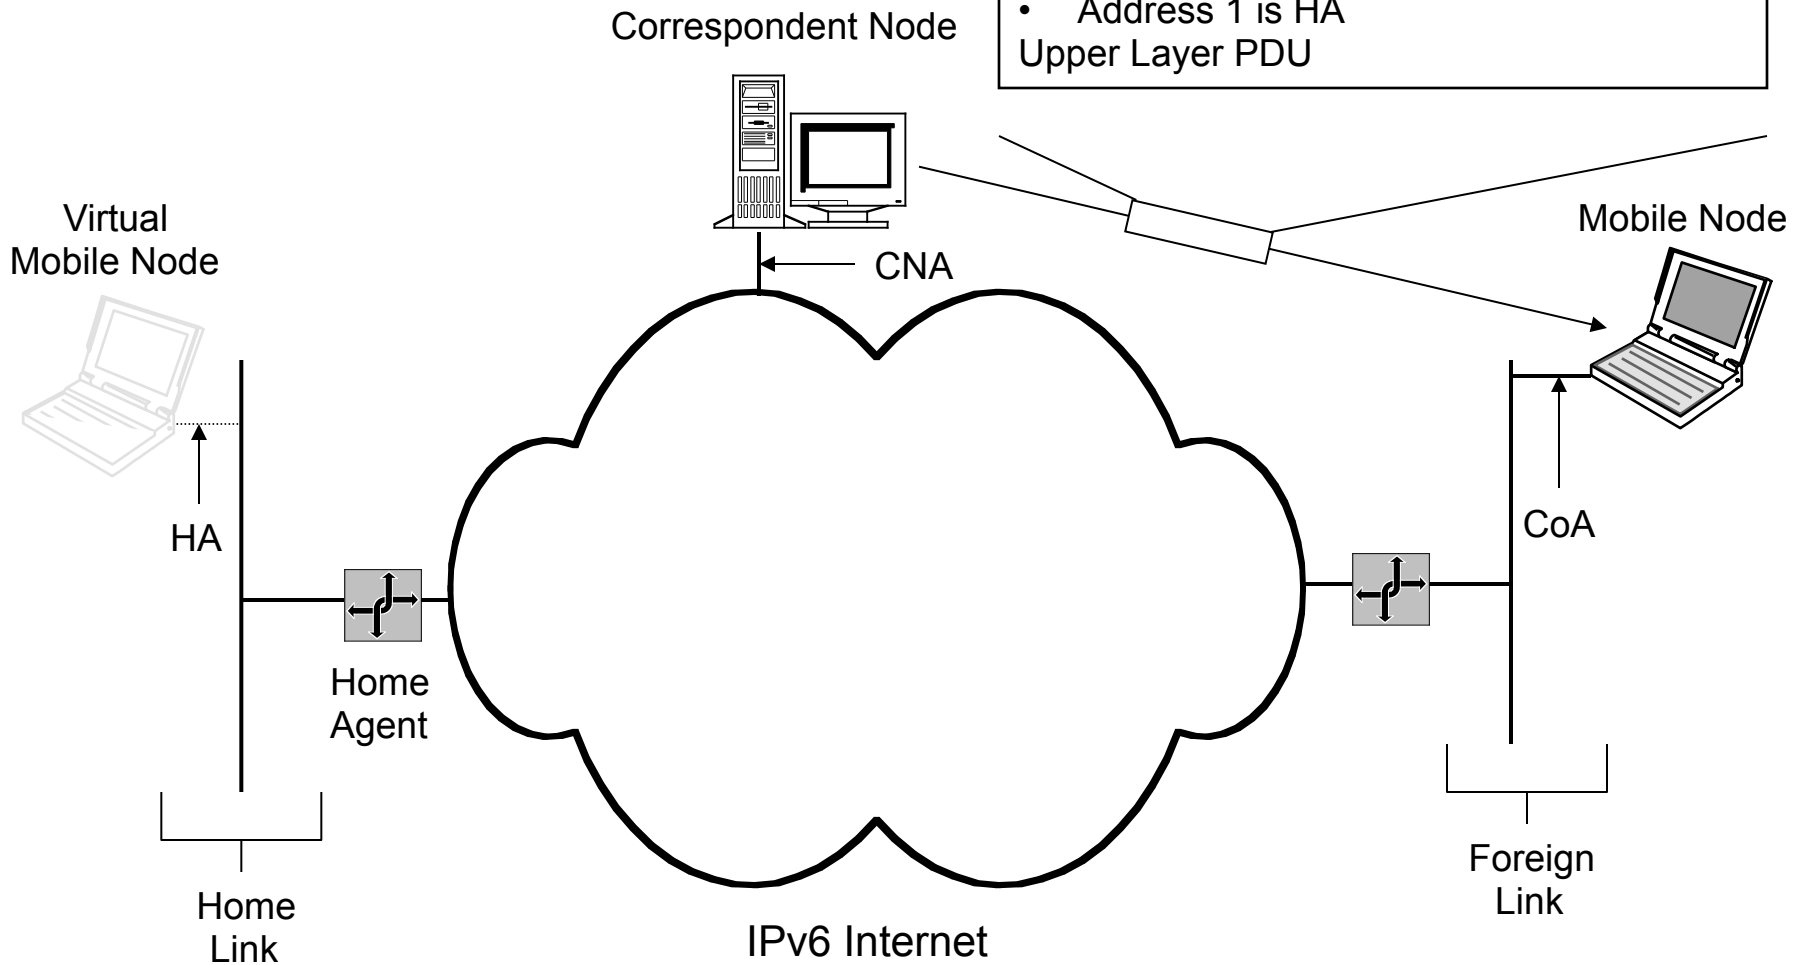 • Address 1 is HA
Upper Layer PDU
Correspondent Node
Virtual
Mobile Node
Mobile Node
CNA
HA
CoA
Home
Agent
Home
Link
Foreign
Link
IPv6 Internet